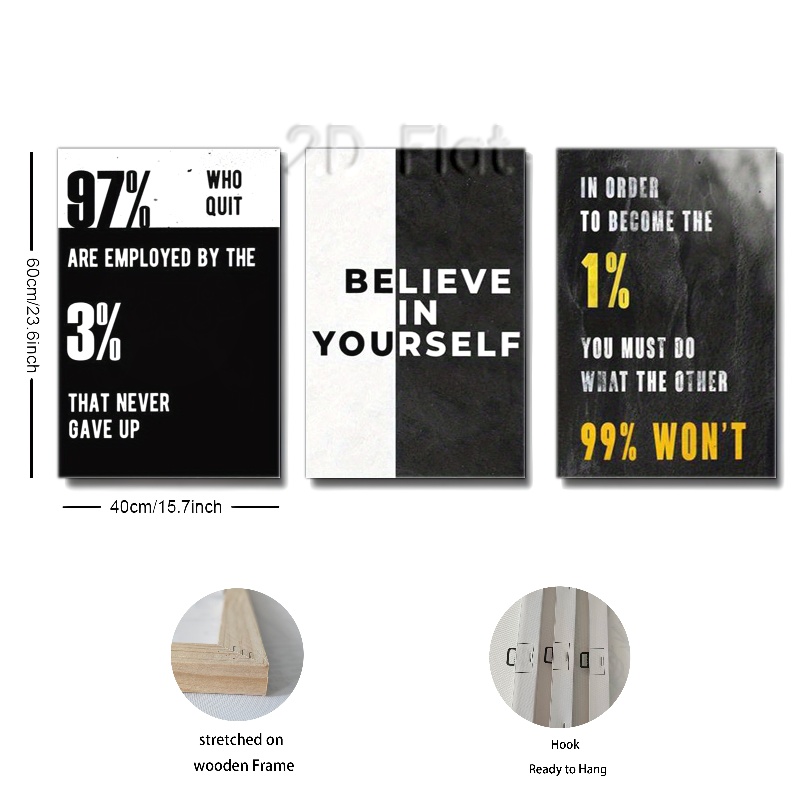 2D Flat
97%
WHO
QUIT
ARE EMPLOYED BY THE
3%
THAT NEVER
GAVE UP
BELIEVE
IN
YOURSELF
IN ORDER
TO BECOME THE
1%
YOU MUST DO
WHAT THE OTHER
99% WON'T
60cm/23.6inch
40cm/15.7inch
stretched on
wooden Frame
Hook
Ready to Hang